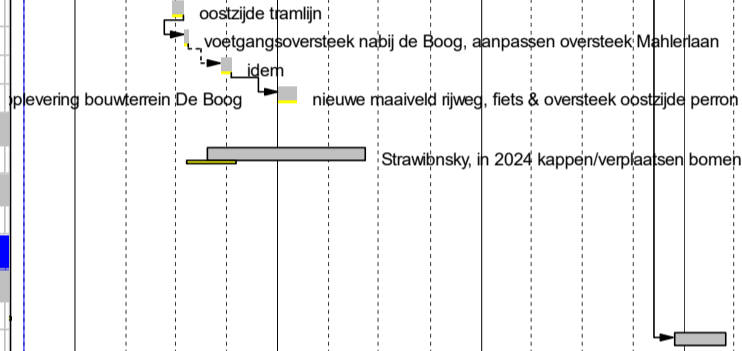 oostzijde tramlijn
voetgangsoversteek nabij de Boog, aanpassen oversteek Mahlerlaan
idem
oplevering bouwterrein De Boog
nieuwe maaiveld rijweg, fiets & oversteek oostzijde perron
Strawibnsky, in 2024 kappen/verplaatsen bomen